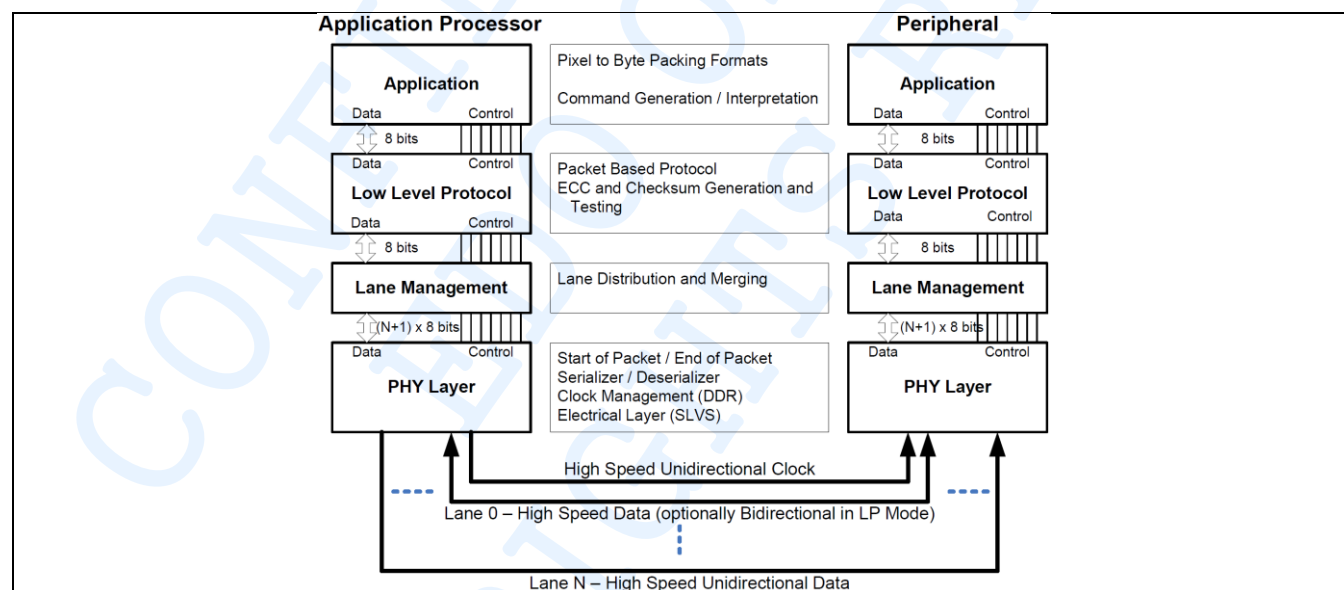 Application Processor
Peripheral
Application
Data
Control
8 bits
Data
Control
Low Level Protocol
Data
Control
8 bits
Lane Management
(N+1) x 8 bits
Data
Control
PHY Layer
Pixel to Byte Packing Formats
Command Generation / Interpretation
Packet Based Protocol
ECC and Checksum Generation and
Testing
Lane Distribution and Merging
Start of Packet / End of Packet
Serializer / Deserializer
Clock Management (DDR)
Electrical Layer (SLVS)
Application
Data
Control
8 bits
Data
Control
Low Level Protocol
Data
Control
8 bits
Lane Management
(N+1) x 8 bits
Data
Control
PHY Layer
High Speed Unidirectional Clock
Lane 0 – High Speed Data (optionally Bidirectional in LP Mode)
Lane N – High Speed Unidirectional Data